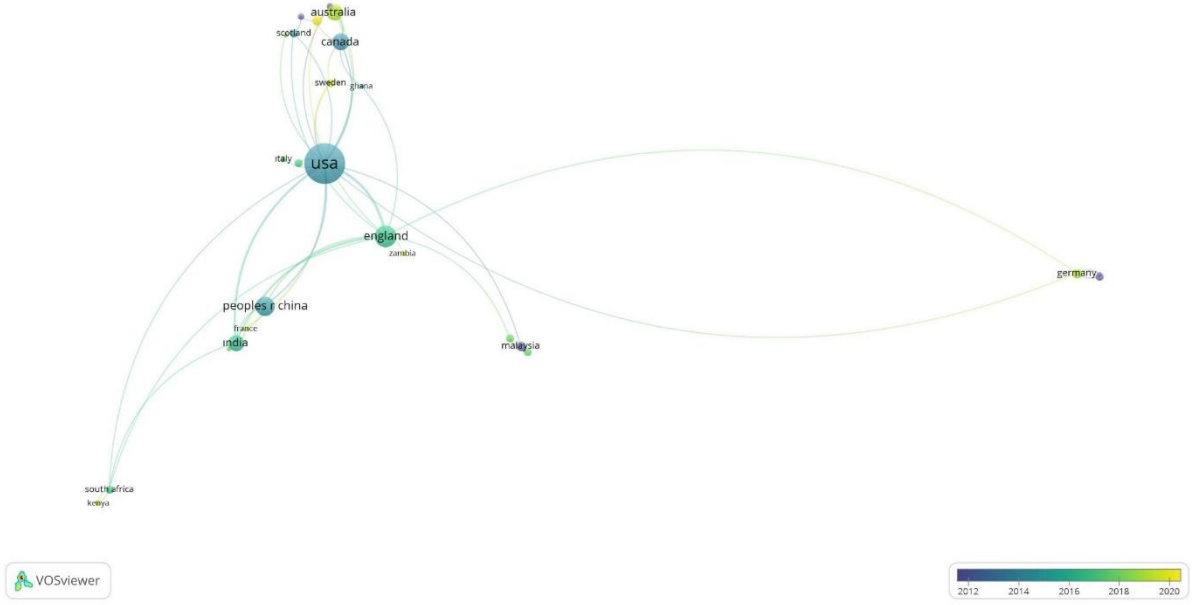 australia
scotland
canada
sweden
ghana
italy
usa
england
zambia
germany
peoples r china
france
india
malaysia
south africa
kenya
VOSviewer
2012 2014 2016 2018 2020